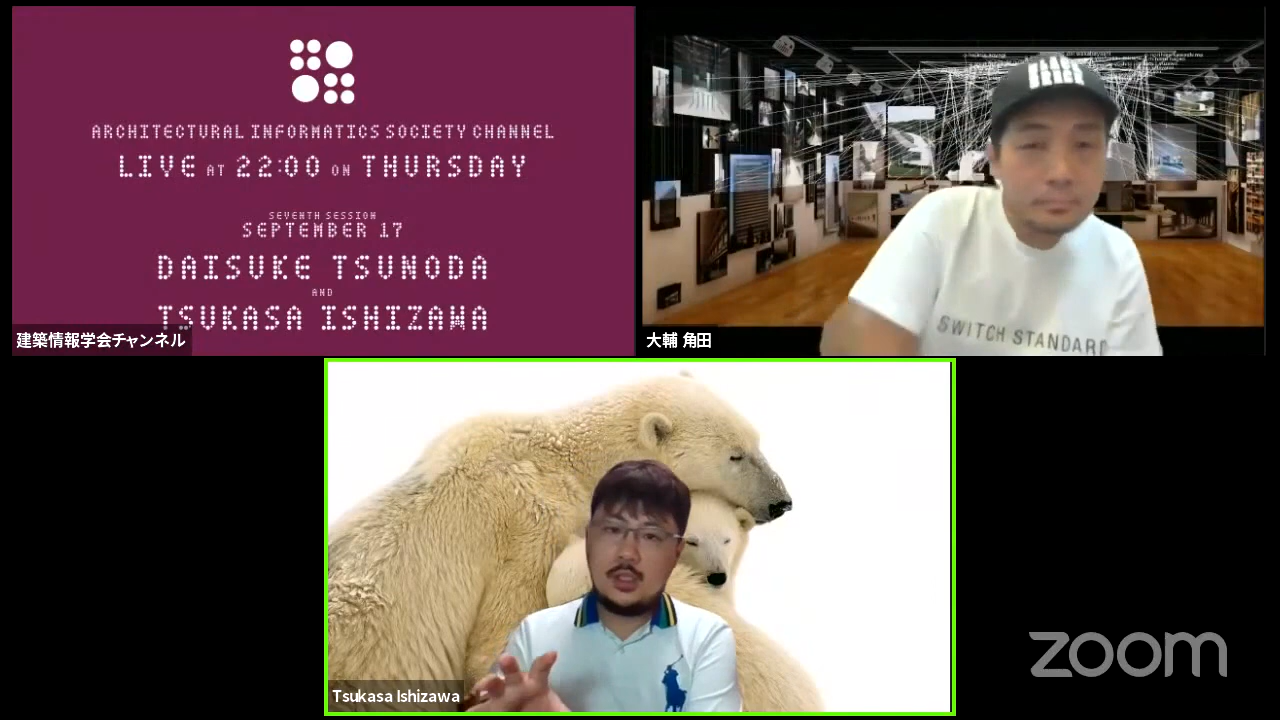 ARCHITECTURAL INFORMATICS SOCIETY CHANNEL
LIVE AT 22:00 ON THURSDAY
SEVENTH SESSION
SEPTEMBER 17
DAISUKE TSUNODA
AND
TSUKASA ISHIZAWA
建築情報学会チャンネル
SWITCH STANDARD
大輔 角田
Tsukasa Ishizawa
zoom